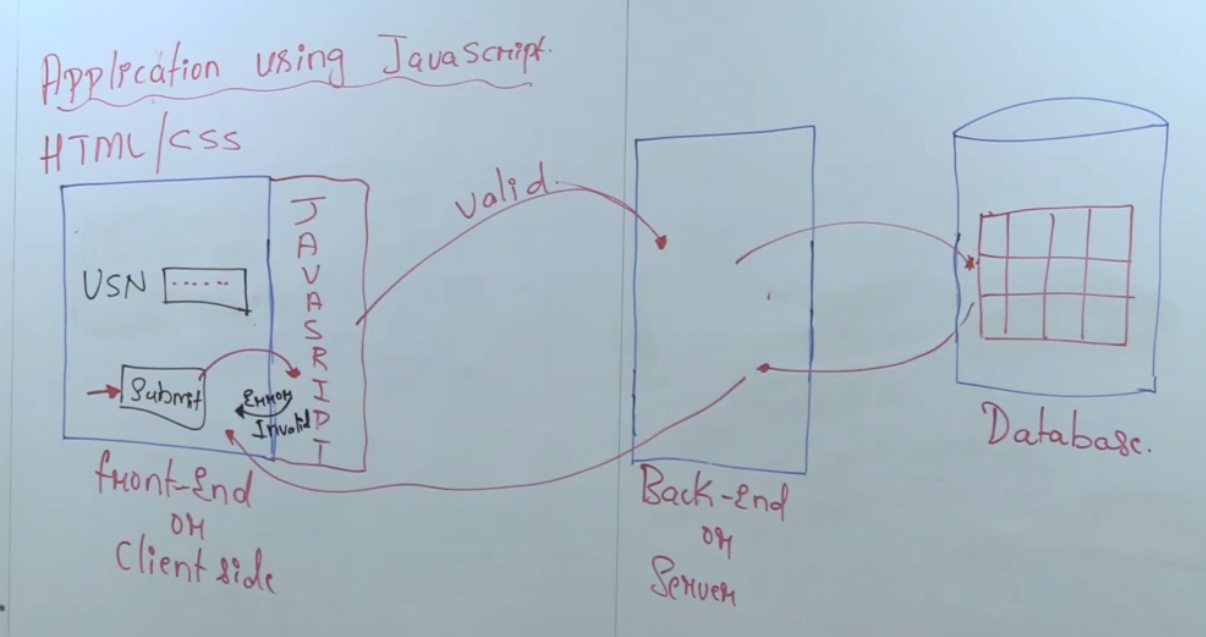 Application using JavaScript.
HTML/CSS
USN ......
Submit
Error
Invalid
JAVASRIPT
valid.
front-End
or
Client side
Back-End
or
Server
Database.